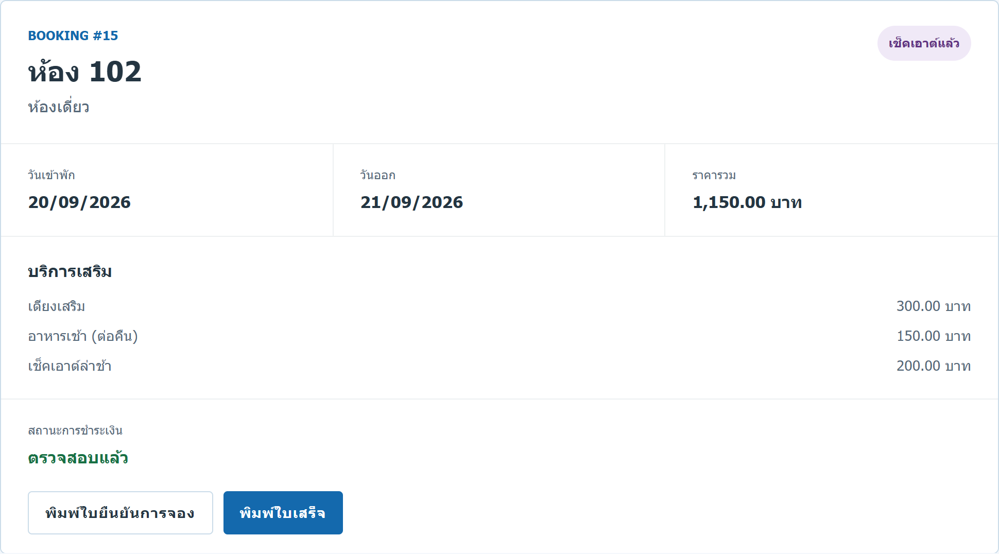 BOOKING #15
เช็คเอาต์แล้ว
ห้อง 102
ห้องเดี่ยว
วันเข้าพัก
20/09/2026
วันออก
21/09/2026
ราคารวม
1,150.00 บาท
บริการเสริม
เตียงเสริม 300.00 บาท
อาหารเช้า (ต่อคืน) 150.00 บาท
เช็คเอาต์ล่าช้า 200.00 บาท
สถานะการชำระเงิน
ตรวจสอบแล้ว
พิมพ์ใบยืนยันการจอง
พิมพ์ใบเสร็จ